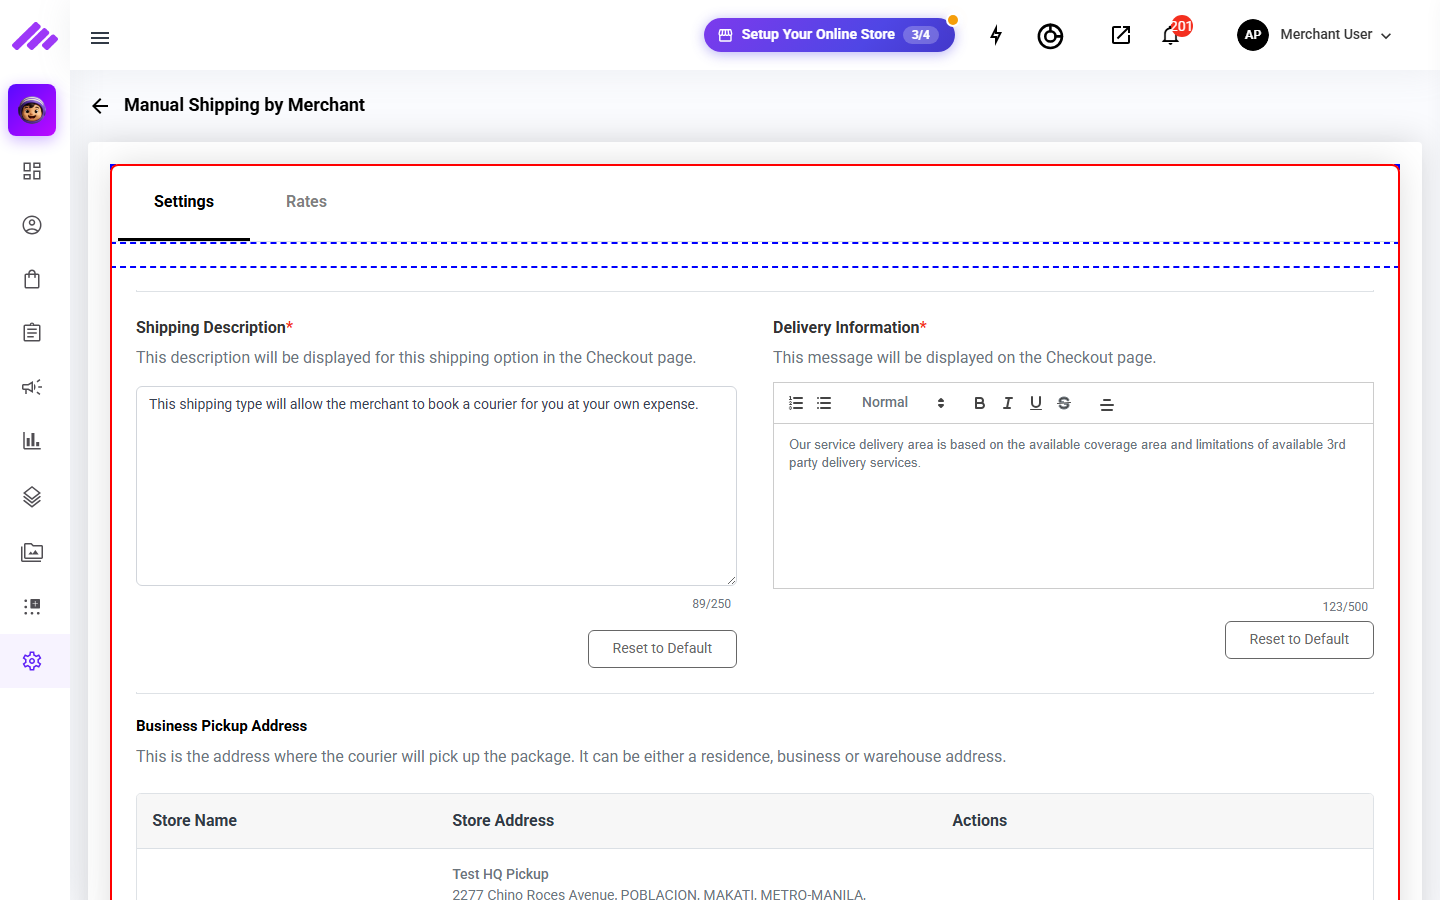 Setup Your Online Store 3/4
201
AP Merchant User
Manual Shipping by Merchant
Settings Rates
Shipping Description*
This description will be displayed for this shipping option in the Checkout page.
This shipping type will allow the merchant to book a courier for you at your own expense.
89/250
Reset to Default
Delivery Information*
This message will be displayed on the Checkout page.
Normal B I U S
Our service delivery area is based on the available coverage area and limitations of available 3rd
party delivery services.
123/500
Reset to Default
Business Pickup Address
This is the address where the courier will pick up the package. It can be either a residence, business or warehouse address.
Store Name Store Address Actions
Test HQ Pickup
2277 Chino Roces Avenue, POBLACION, MAKATI, METRO-MANILA,